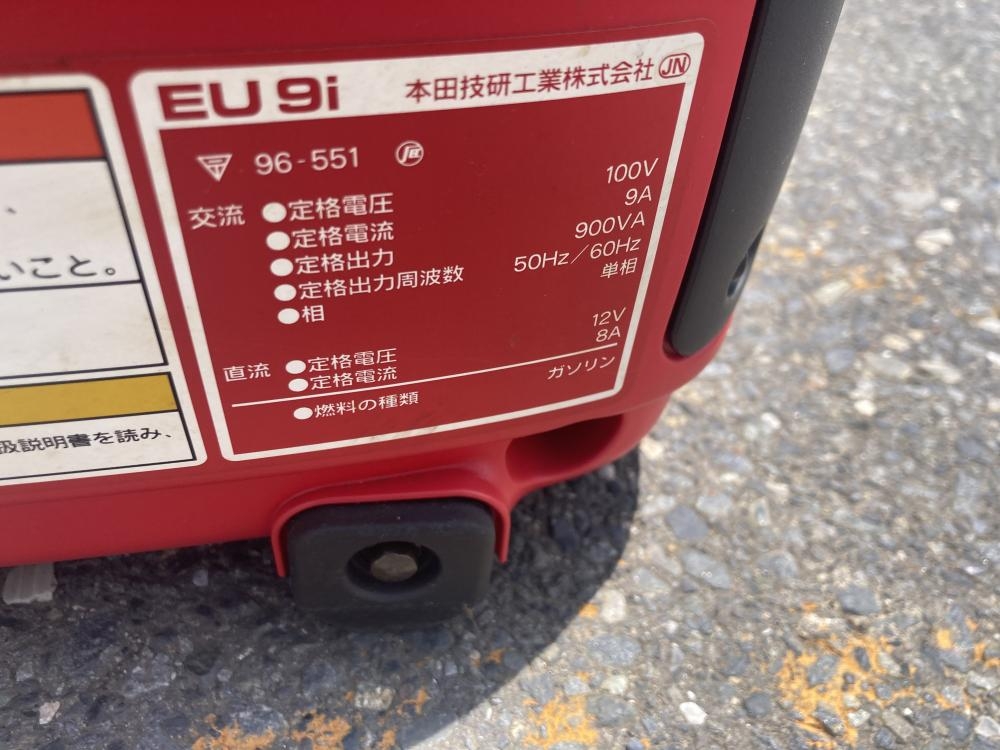 EU 9i 本田技研工業株式会社 JN
〒 96-551
交流 ●定格電圧 100V
●定格電流 9A
●定格出力 900VA
●定格出力周波数 50Hz/60Hz
●相 単相
直流 ●定格電圧 12V
●定格電流 8A
●燃料の種類 ガソリン
いこと。
扱説明書を読み、